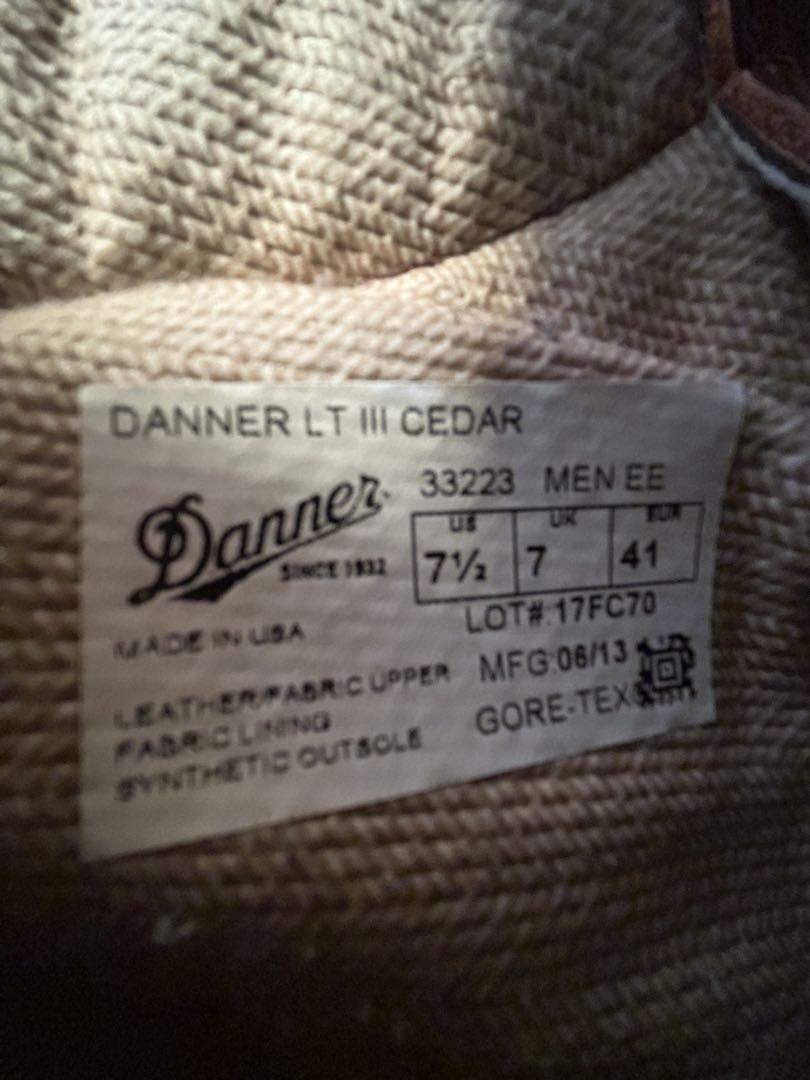 DANNER LT III CEDAR
Danner
SINCE 1932
33223 MEN EE
US UK EUR
7½ 7 41
LOT#:17FC70
MADE IN USA
MFG:06/13
LEATHER/FABRIC UPPER
GORE-TEX®
FABRIC LINING
SYNTHETIC OUTSOLE